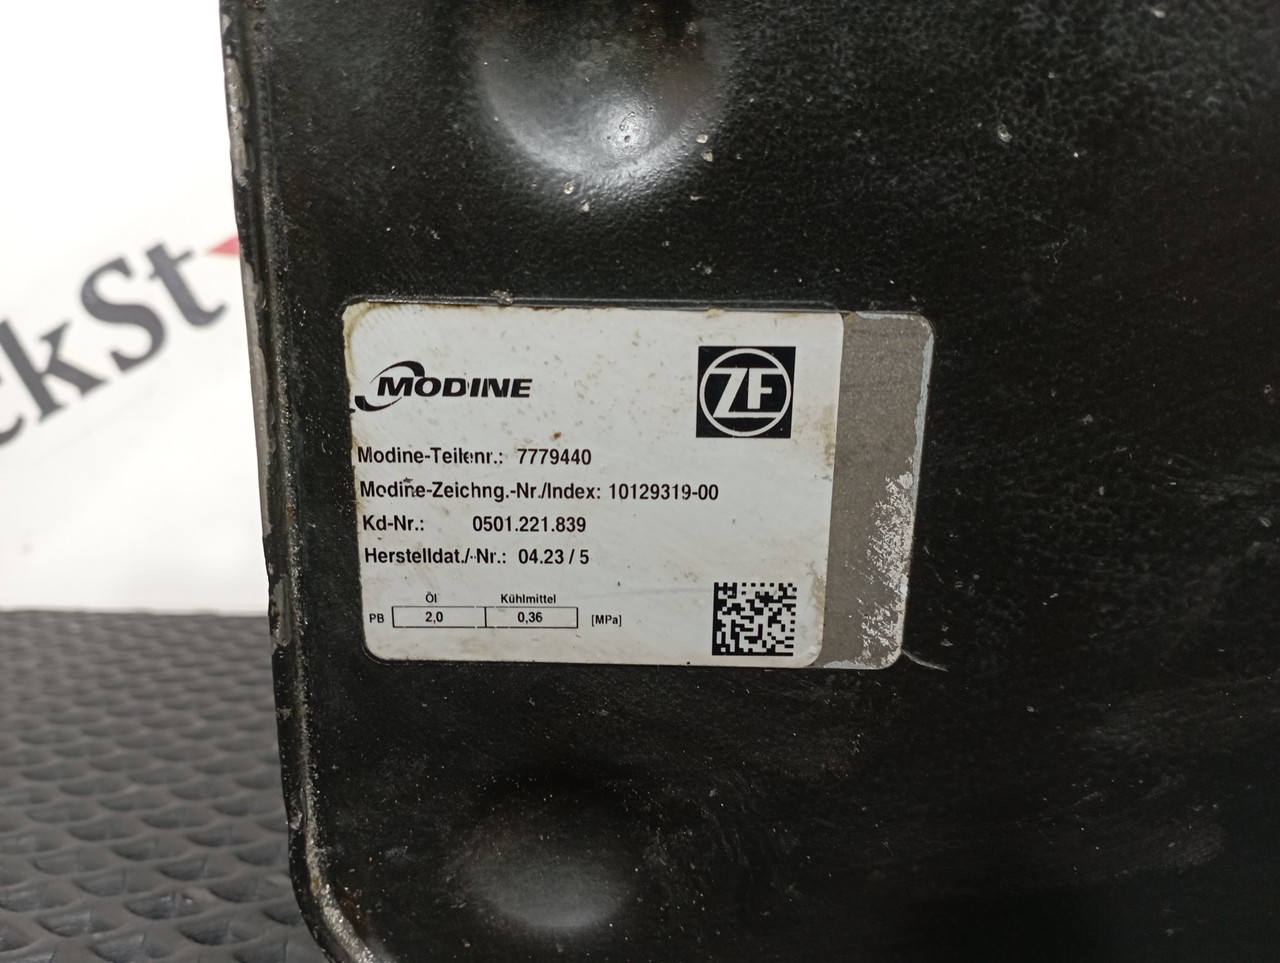 ckSt
MODINE
ZF
Modine-Teilenr.: 7779440
Modine-Zeichng.-Nr./Index: 10129319-00
Kd-Nr.: 0501.221.839
Herstelldat./-Nr.: 04.23 / 5
Öl Kühlmittel
PB 2,0 0,36 [MPa]